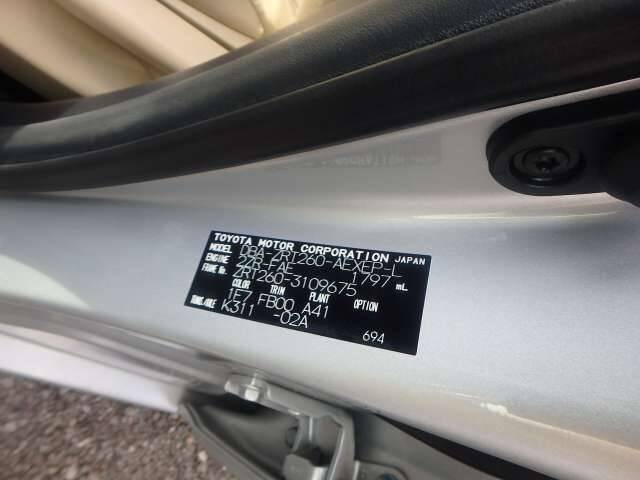 TOYOTA MOTOR CORPORATION JAPAN
MODEL DBA-ZRT260-AEXEP-L
ENGINE 2ZR-FAE 1797 mL
FRAME No. ZRT260-3109675
COLOR TRIM PLANT OPTION
1E7 FB00 A41
TRANS./AXLE K311 -02A
694